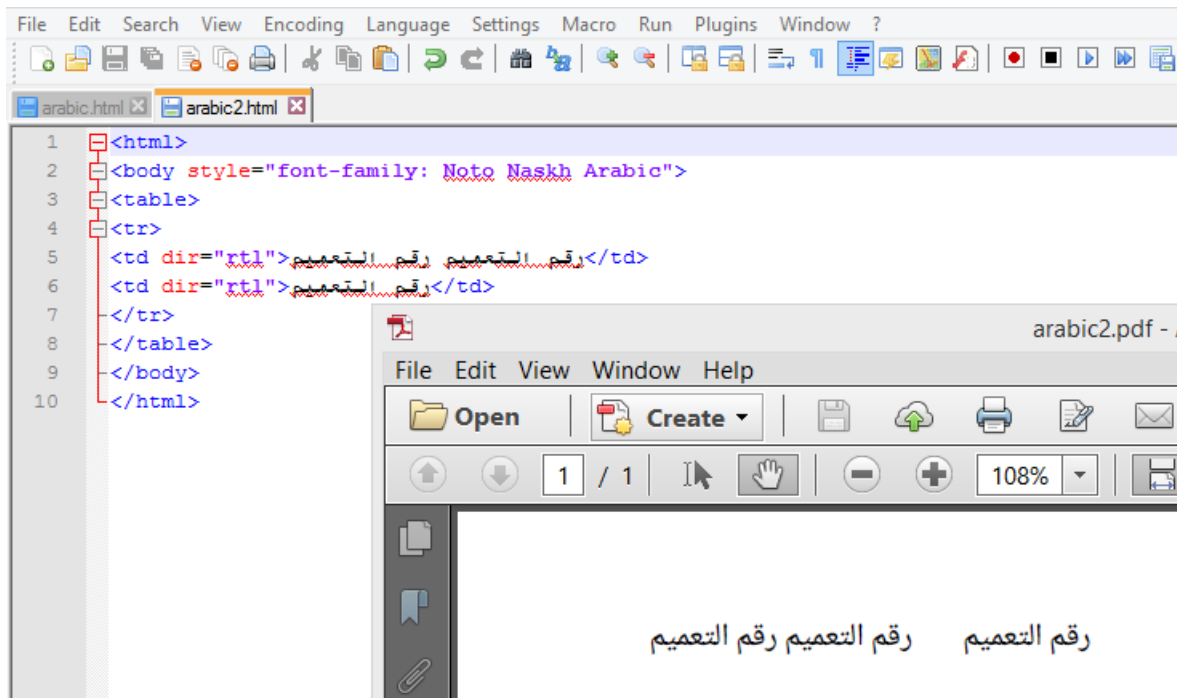 File Edit Search View Encoding Language Settings Macro Run Plugins Window ?
arabic.html arabic2.html
1 <html>
2 <body style="font-family: Noto Naskh Arabic">
3 <table>
4 <tr>
5 <td dir="rtl">رقم التعميم رقم التعميم</td>
6 <td dir="rtl">رقم التعميم</td>
7 </tr>
8 </table>
9 </body>
10 </html>
arabic2.pdf -
File Edit View Window Help
Open Create
1 / 1 108%
رقم التعميم رقم التعميم رقم التعميم